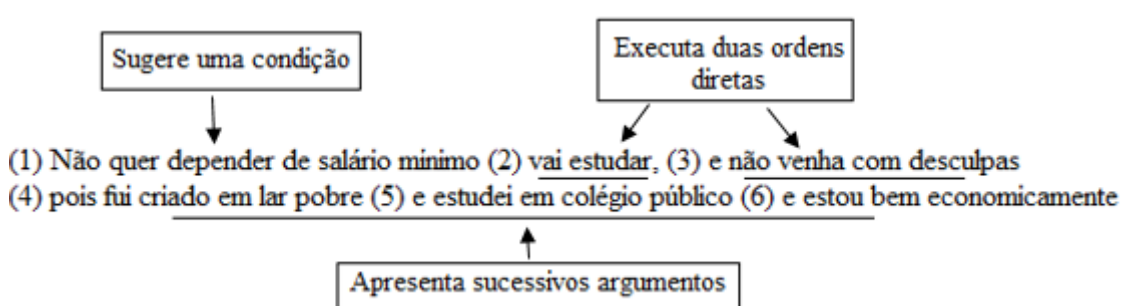 Sugere uma condição
Executa duas ordens
diretas
(1) Não quer depender de salário mínimo (2) vai estudar, (3) e não venha com desculpas
(4) pois fui criado em lar pobre (5) e estudei em colégio público (6) e estou bem economicamente
Apresenta sucessivos argumentos